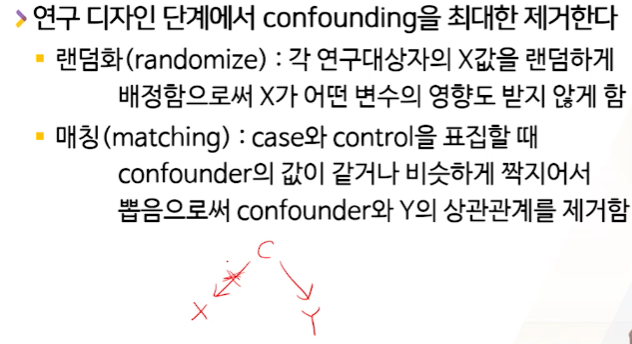 연구 디자인 단계에서 confounding을 최대한 제거한다
랜덤화(randomize) : 각 연구대상자의 X값을 랜덤하게
배정함으로써 X가 어떤 변수의 영향도 받지 않게 함
매칭(matching) : case와 control을 표집할 때
confounder의 값이 같거나 비슷하게 짝지어서
뽑음으로써 confounder와 Y의 상관관계를 제거함
C
X Y